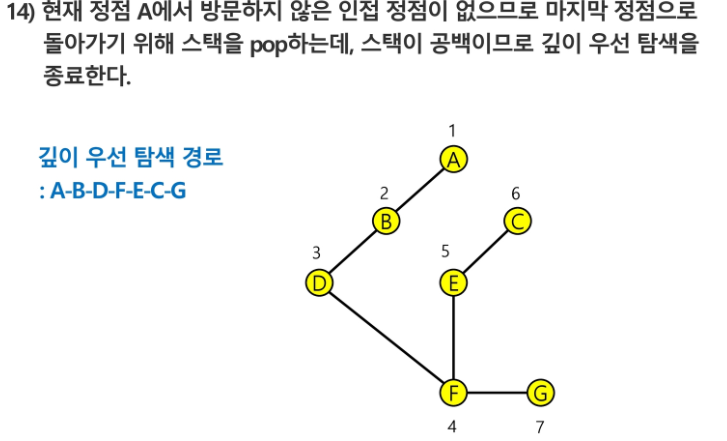 14) 현재 정점 A에서 방문하지 않은 인접 정점이 없으므로 마지막 정점으로
돌아가기 위해 스택을 pop하는데, 스택이 공백이므로 깊이 우선 탐색을
종료한다.
깊이 우선 탐색 경로
: A-B-D-F-E-C-G
1
A
2
B
6
C
3
D
5
E
F
G
4
7